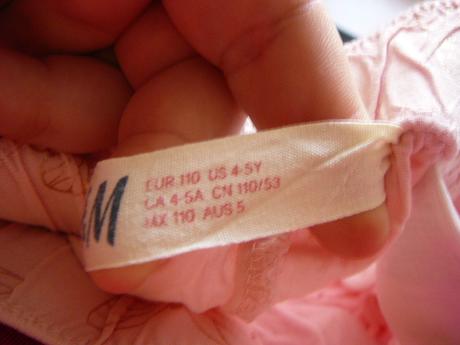 M
EUR 110 US 4-5Y
CA 4-5A CN 110/53
MX 110 AUS 5